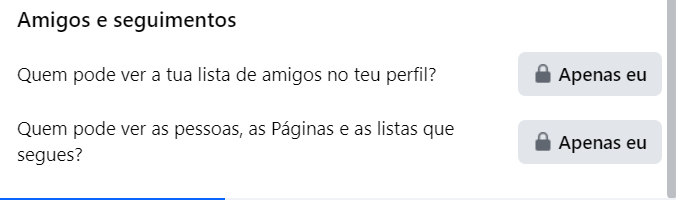 Amigos e seguimentos
Quem pode ver a tua lista de amigos no teu perfil?
Apenas eu
Quem pode ver as pessoas, as Páginas e as listas que
segues?
Apenas eu